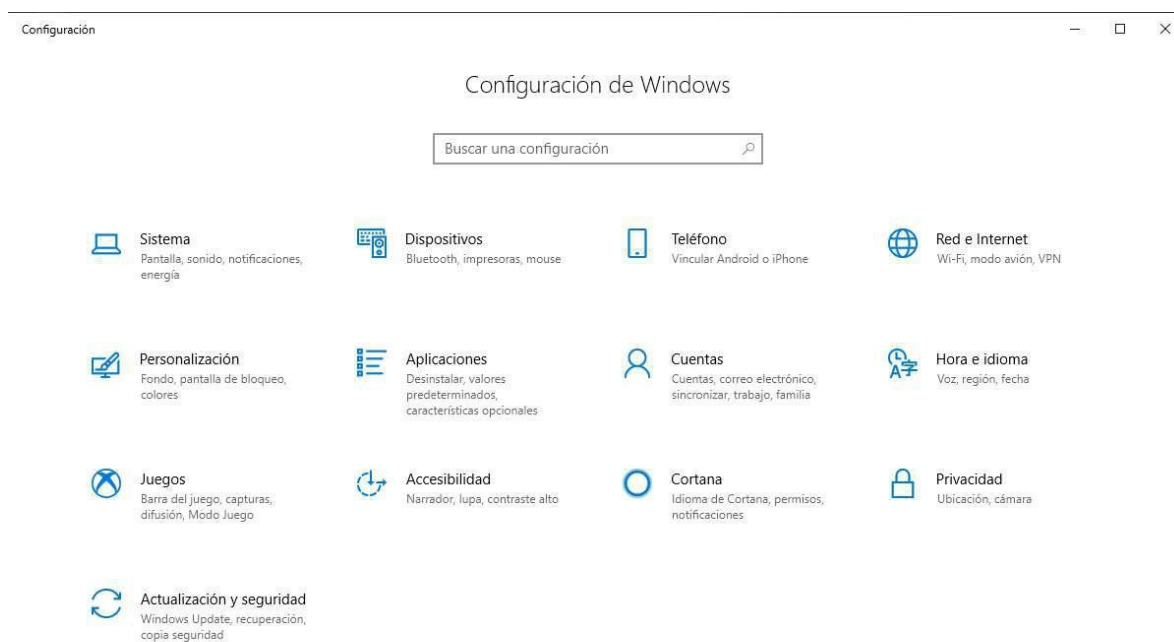 Configuración
Configuración de Windows
Buscar una configuración
Sistema
Pantalla, sonido, notificaciones,
energía
Dispositivos
Bluetooth, impresoras, mouse
Teléfono
Vincular Android o iPhone
Red e Internet
Wi-Fi, modo avión, VPN
Personalización
Fondo, pantalla de bloqueo,
colores
Aplicaciones
Desinstalar, valores
predeterminados,
características opcionales
Cuentas
Cuentas, correo electrónico,
sincronizar, trabajo, familia
Hora e idioma
Voz, región, fecha
Juegos
Barra del juego, capturas,
difusión, Modo Juego
Accesibilidad
Narrador, lupa, contraste alto
Cortana
Idioma de Cortana, permisos,
notificaciones
Privacidad
Ubicación, cámara
Actualización y seguridad
Windows Update, recuperación,
copia seguridad